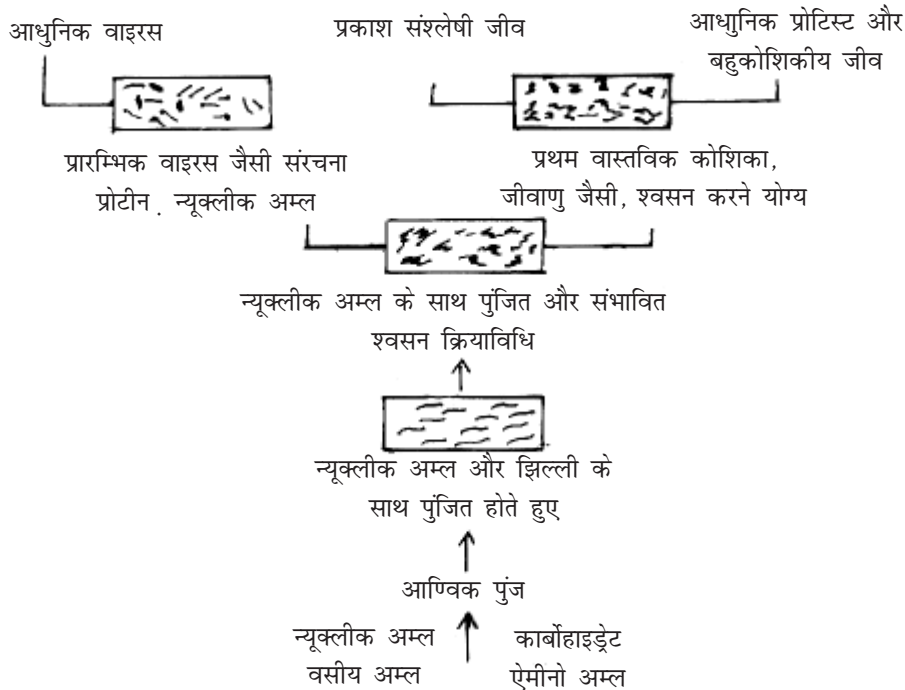 आधुनिक वाइरस
प्रकाश संश्लेषी जीव
आधाुनिक प्रोटिस्ट और
बहुकोशिकीय जीव
प्रारम्भिक वाइरस जैसी संरचना
प्रोटीन . न्यूक्लीक अम्ल
प्रथम वास्तविक कोशिका,
जीवाणु जैसी, श्वसन करने योग्य
न्यूक्लीक अम्ल के साथ पुंजित और संभावित
श्वसन क्रियाविधि
न्यूक्लीक अम्ल और झिल्ली के
साथ पुंजित होते हुए
आण्विक पुंज
न्यूक्लीक अम्ल
वसीय अम्ल
कार्बोहाइड्रेट
ऐमीनो अम्ल